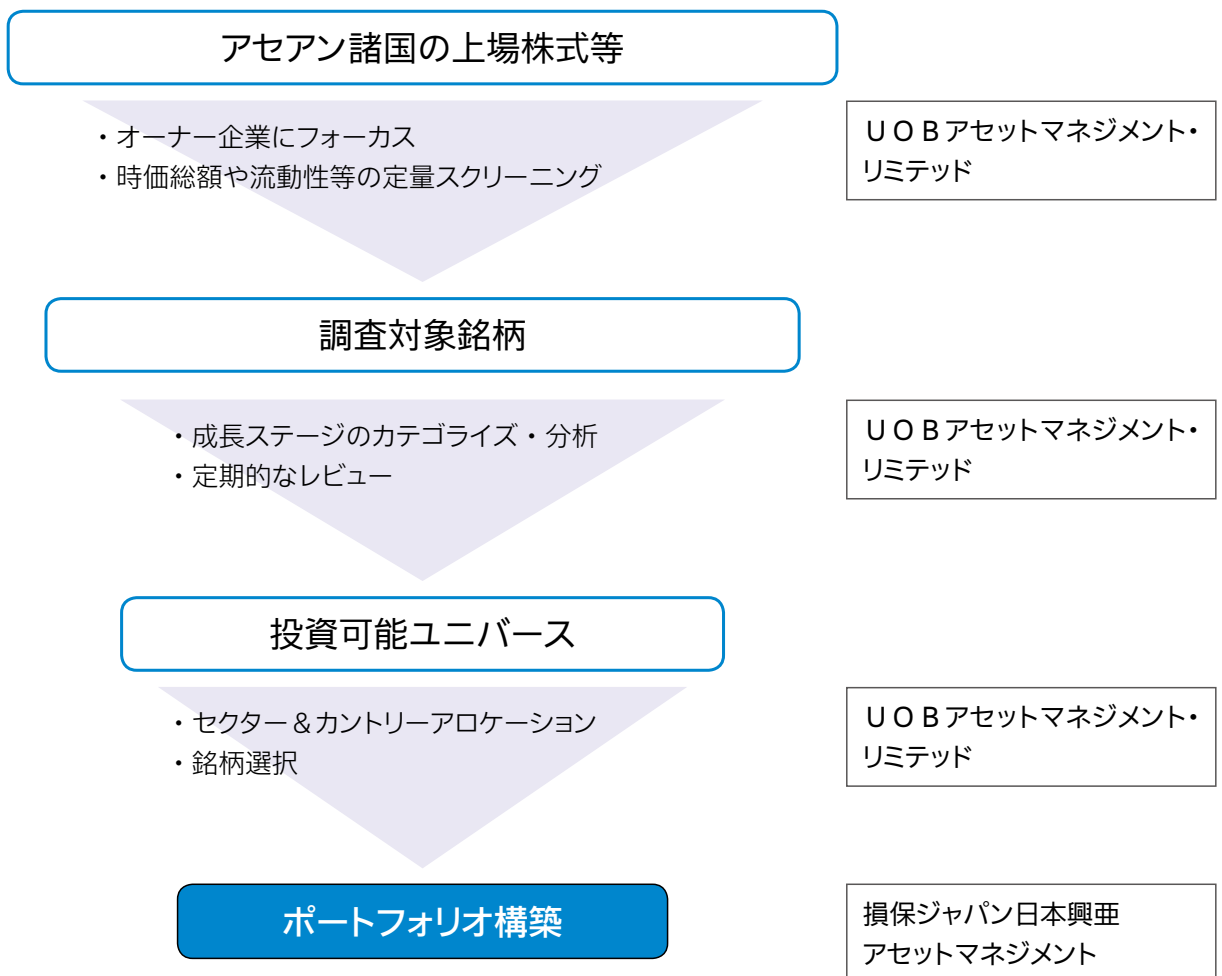 アセアン諸国の上場株式等
・オーナー企業にフォーカス
・時価総額や流動性等の定量スクリーニング
ＵＯＢアセットマネジメント・
リミテッド
調査対象銘柄
・成長ステージのカテゴライズ・分析
・定期的なレビュー
ＵＯＢアセットマネジメント・
リミテッド
投資可能ユニバース
・セクター＆カントリーアロケーション
・銘柄選択
ＵＯＢアセットマネジメント・
リミテッド
ポートフォリオ構築
損保ジャパン日本興亜
アセットマネジメント